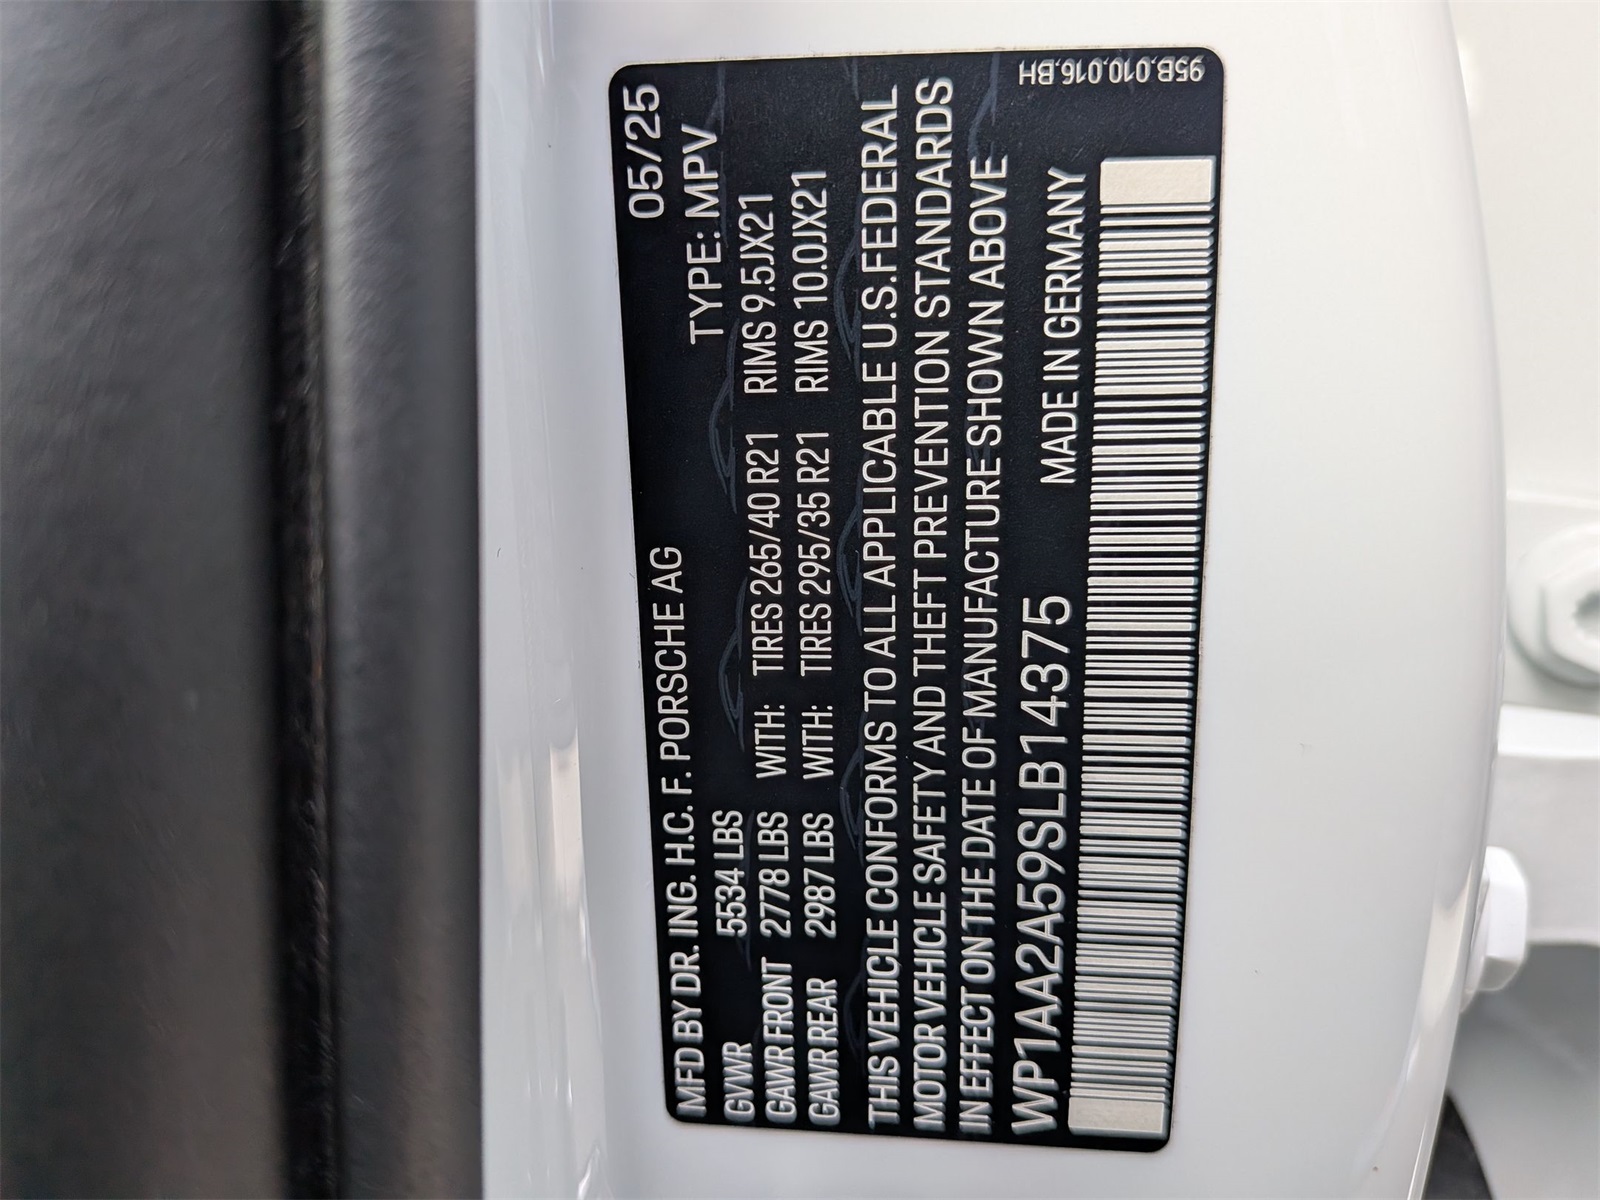 MFD BY DR. ING. H.C. F. PORSCHE AG 05/25
GVWR 5534 LBS TYPE: MPV
GAWR FRONT 2778 LBS WITH: TIRES 265/40 R21 RIMS 9.5JX21
GAWR REAR 2987 LBS WITH: TIRES 295/35 R21 RIMS 10.0JX21
THIS VEHICLE CONFORMS TO ALL APPLICABLE U.S.FEDERAL
MOTOR VEHICLE SAFETY AND THEFT PREVENTION STANDARDS
IN EFFECT ON THE DATE OF MANUFACTURE SHOWN ABOVE
WP1AA2A59SLB14375 MADE IN GERMANY
95B.010.016.BH